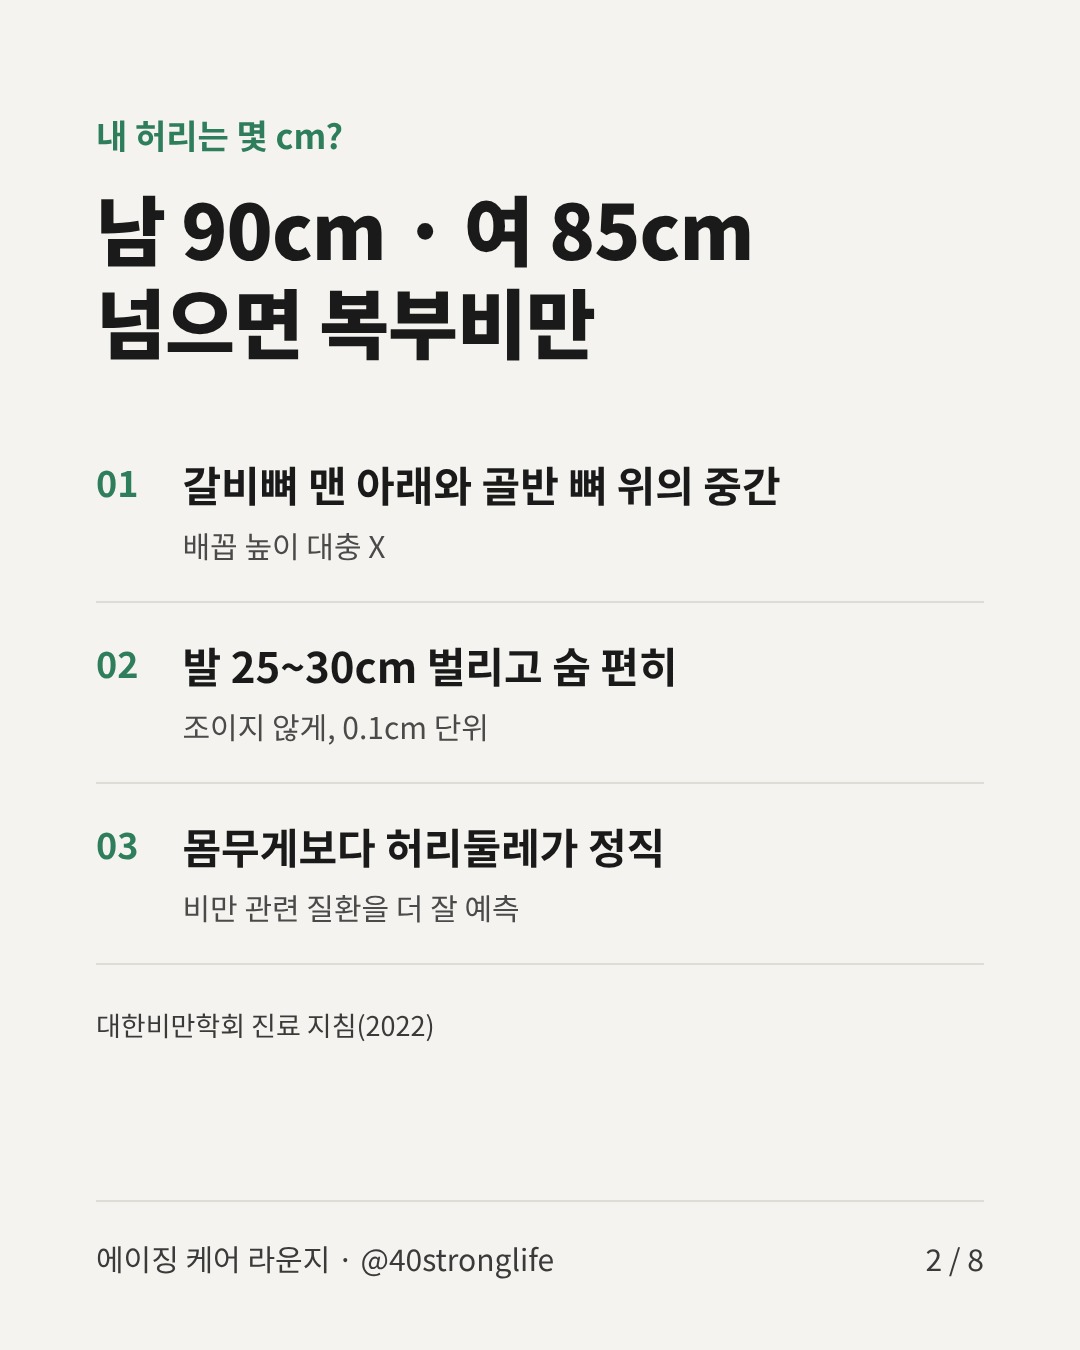 내 허리는 몇 cm?
남 90cm · 여 85cm
넘으면 복부비만
01 갈비뼈 맨 아래와 골반 뼈 위의 중간
배꼽 높이 대충 X
02 발 25~30cm 벌리고 숨 편히
조이지 않게, 0.1cm 단위
03 몸무게보다 허리둘레가 정직
비만 관련 질환을 더 잘 예측
대한비만학회 진료 지침(2022)
에이징 케어 라운지 · @40stronglife 2 / 8